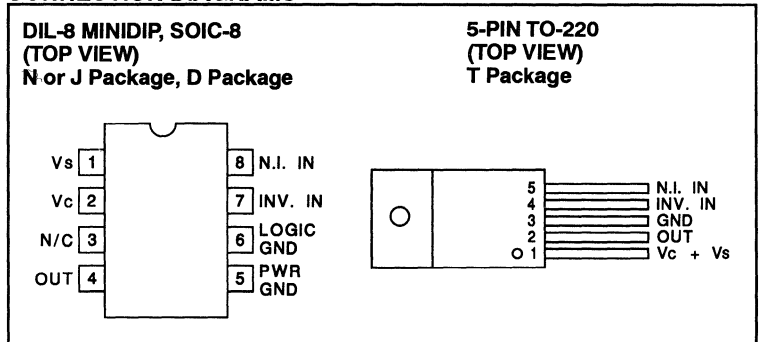 DIL-8 MINIDIP, SOIC-8
(TOP VIEW)
N or J Package, D Package
Vs 1
Vc 2
N/C 3
OUT 4
8 N.I. IN
7 INV. IN
6 LOGIC GND
5 PWR GND
5-PIN TO-220
(TOP VIEW)
T Package
5 N.I. IN
4 INV. IN
3 GND
2 OUT
1 Vc + Vs